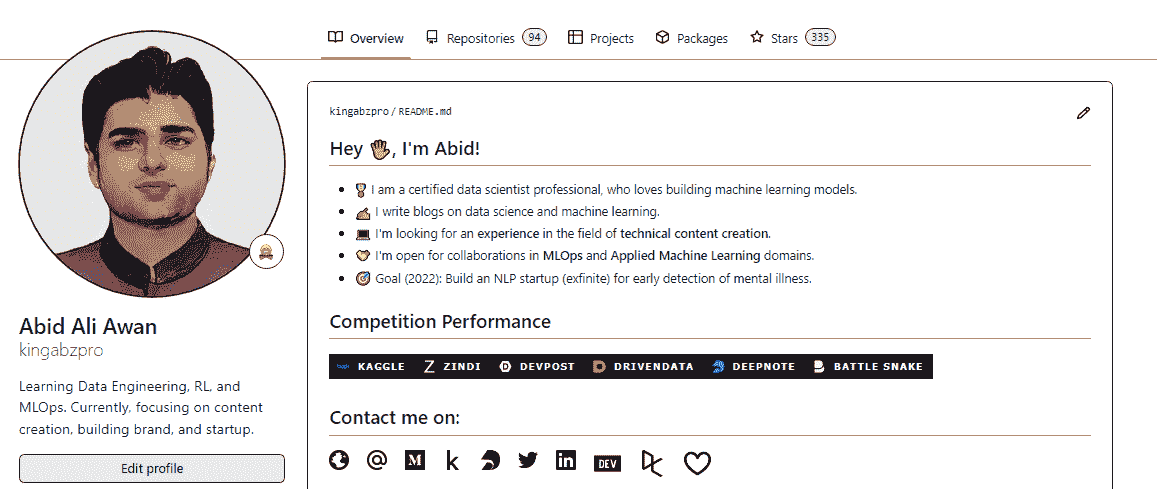 Overview Repositories 94 Projects Packages Stars 335
kingabzpro/README.md
Hey 👋, I'm Abid!
I am a certified data scientist professional, who loves building machine learning models.
I write blogs on data science and machine learning.
I'm looking for an experience in the field of technical content creation.
I'm open for collaborations in MLOps and Applied Machine Learning domains.
Goal (2022): Build an NLP startup (exfinite) for early detection of mental illness.
Competition Performance
KAGGLE ZINDI DEVPOST DRIVENDATA DEEPNOTE BATTLE SNAKE
Contact me on:
M k in DEV
Abid Ali Awan
kingabzpro
Learning Data Engineering, RL, and
MLOps. Currently, focusing on content
creation, building brand, and startup.
Edit profile